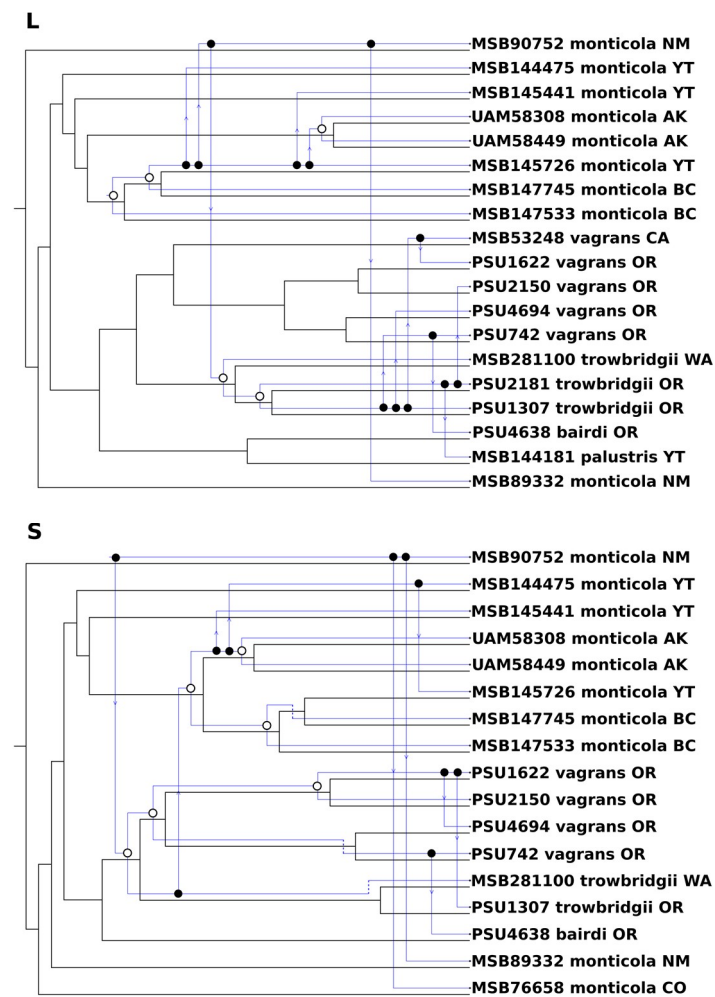 L
MSB90752 monticola NM
MSB144475 monticola YT
MSB145441 monticola YT
UAM58308 monticola AK
UAM58449 monticola AK
MSB145726 monticola YT
MSB147745 monticola BC
MSB147533 monticola BC
MSB53248 vagrans CA
PSU1622 vagrans OR
PSU2150 vagrans OR
PSU4694 vagrans OR
PSU742 vagrans OR
MSB281100 trowbridgii WA
PSU2181 trowbridgii OR
PSU1307 trowbridgii OR
PSU4638 bairdi OR
MSB144181 palustris YT
MSB89332 monticola NM
S
MSB90752 monticola NM
MSB144475 monticola YT
MSB145441 monticola YT
UAM58308 monticola AK
UAM58449 monticola AK
MSB145726 monticola YT
MSB147745 monticola BC
MSB147533 monticola BC
PSU1622 vagrans OR
PSU2150 vagrans OR
PSU4694 vagrans OR
PSU742 vagrans OR
MSB281100 trowbridgii WA
PSU1307 trowbridgii OR
PSU4638 bairdi OR
MSB89332 monticola NM
MSB76658 monticola CO